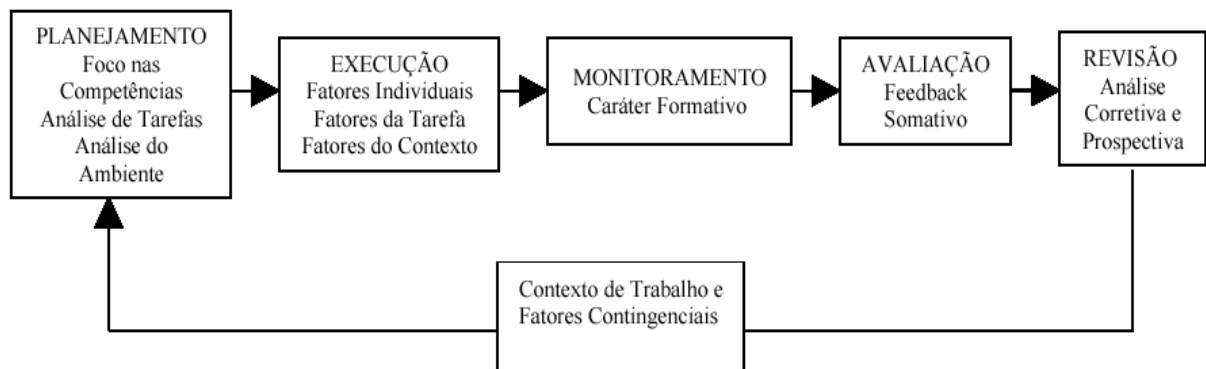 PLANEJAMENTO
Foco nas
Competências
Análise de Tarefas
Análise do
Ambiente
EXECUÇÃO
Fatores Individuais
Fatores da Tarefa
Fatores do Contexto
MONITORAMENTO
Caráter Formativo
AVALIAÇÃO
Feedback
Somativo
REVISÃO
Análise
Corretiva e
Prospectiva
Contexto de Trabalho e
Fatores Contingenciais